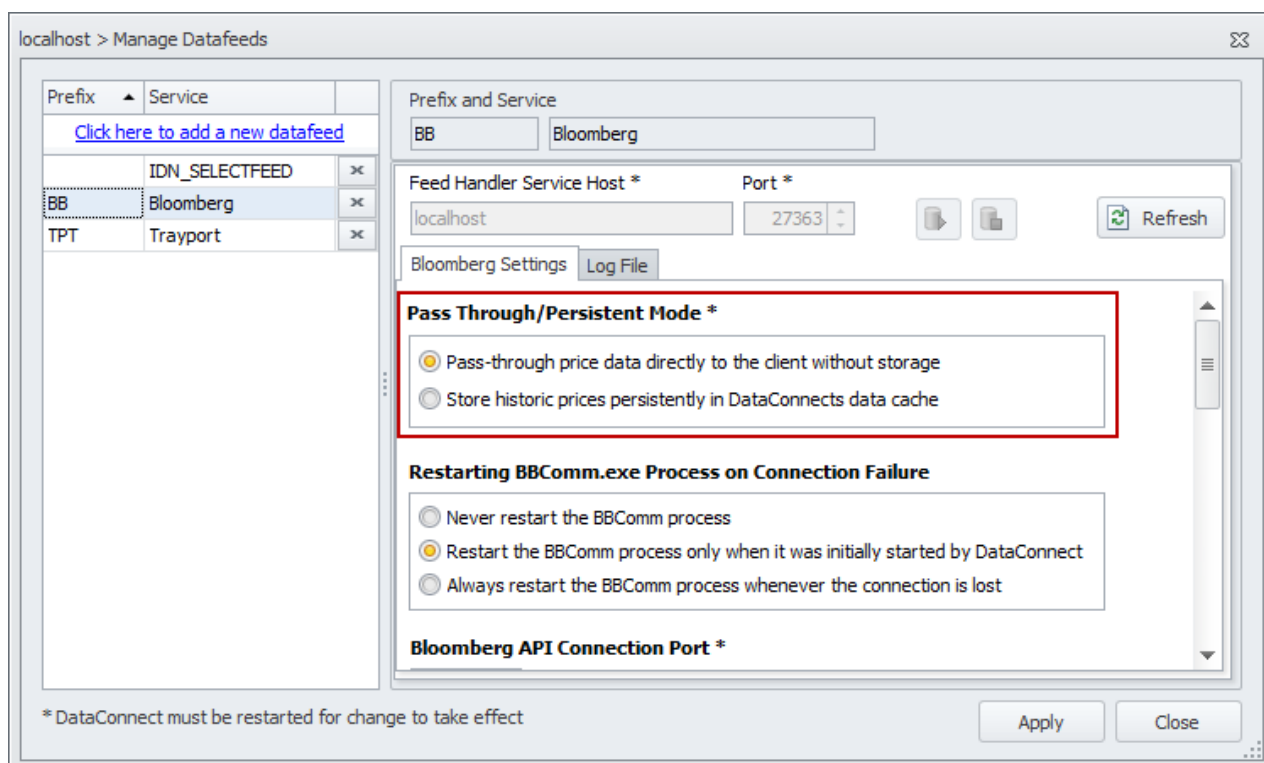 localhost > Manage Datafeeds
Prefix Service
Click here to add a new datafeed
IDN_SELECTFEED
BB Bloomberg
TPT Trayport
Prefix and Service
BB Bloomberg
Feed Handler Service Host * Port *
localhost 27363 Refresh
Bloomberg Settings Log File
Pass Through/Persistent Mode *
Pass-through price data directly to the client without storage
Store historic prices persistently in DataConnects data cache
Restarting BBComm.exe Process on Connection Failure
Never restart the BBComm process
Restart the BBComm process only when it was initially started by DataConnect
Always restart the BBComm process whenever the connection is lost
Bloomberg API Connection Port *
* DataConnect must be restarted for change to take effect
Apply Close